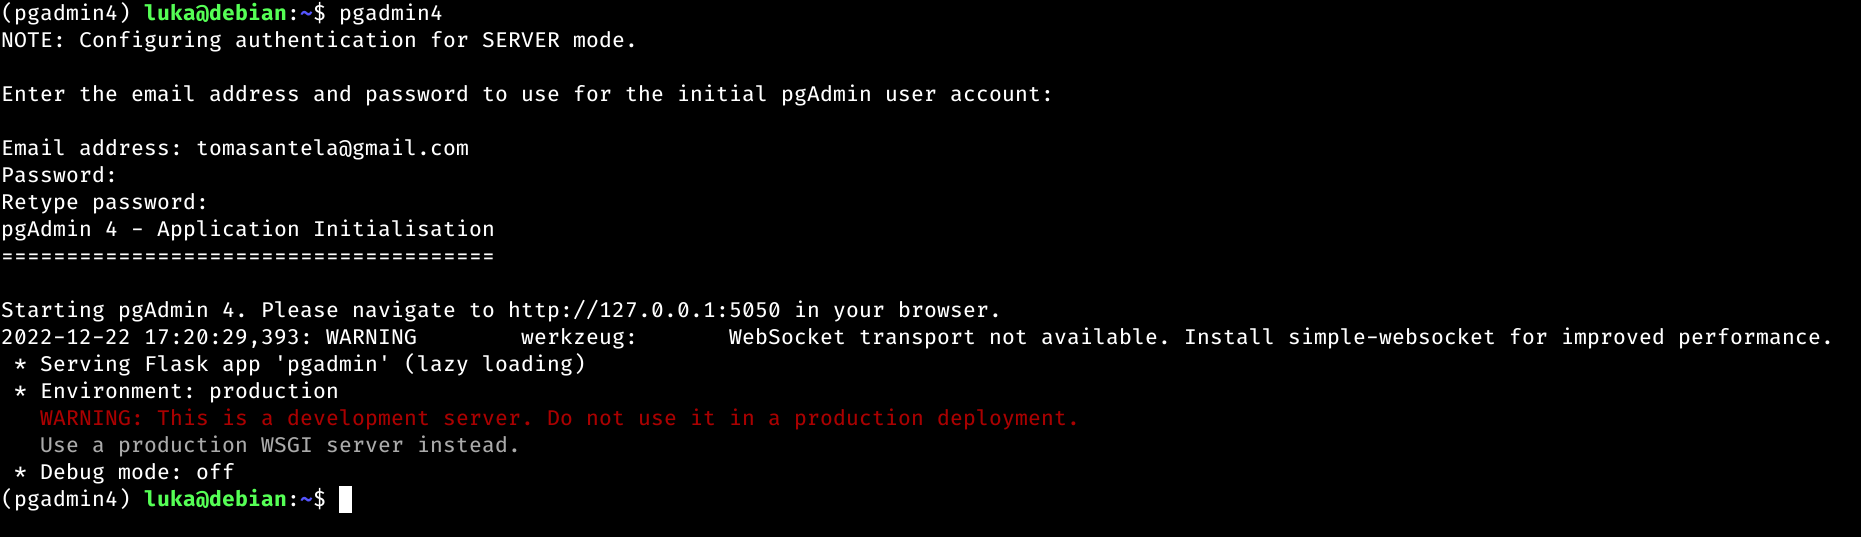 (pgadmin4) luka@debian:~$ pgadmin4
NOTE: Configuring authentication for SERVER mode.
Enter the email address and password to use for the initial pgAdmin user account:
Email address: tomasantela@gmail.com
Password:
Retype password:
pgAdmin 4 - Application Initialisation
======================================
Starting pgAdmin 4. Please navigate to http://127.0.0.1:5050 in your browser.
2022-12-22 17:20:29,393: WARNING        werkzeug:       WebSocket transport not available. Install simple-websocket for improved performance.
 * Serving Flask app 'pgadmin' (lazy loading)
 * Environment: production
   WARNING: This is a development server. Do not use it in a production deployment.
   Use a production WSGI server instead.
 * Debug mode: off
(pgadmin4) luka@debian:~$